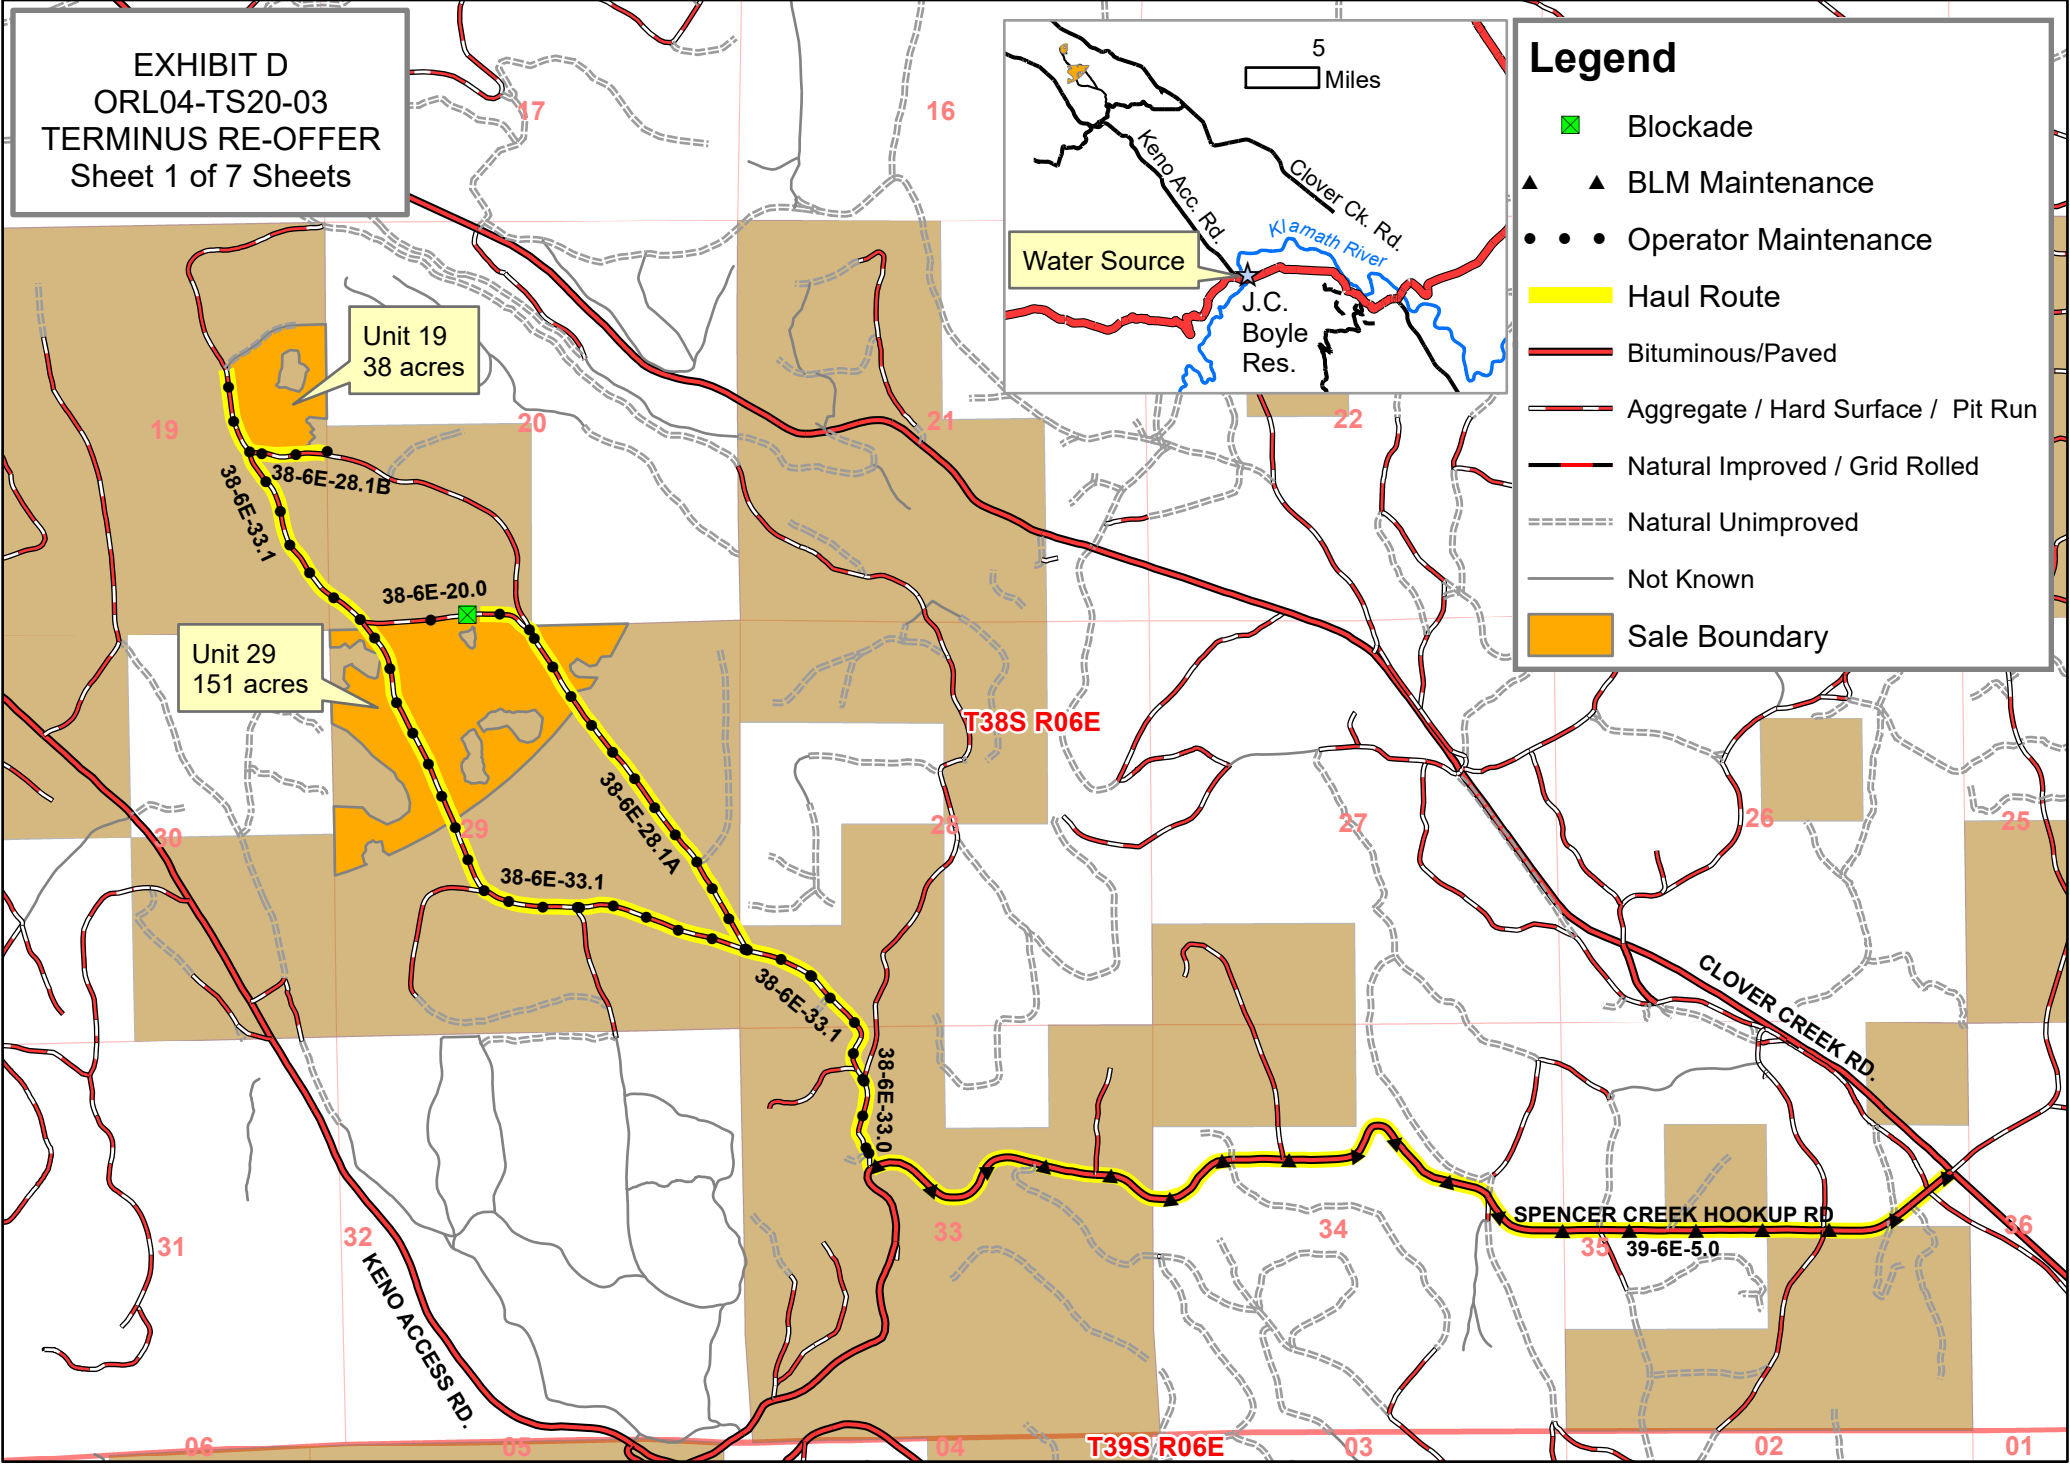 EXHIBIT D
ORL04-TS20-03
TERMINUS RE-OFFER
Sheet 1 of 7 Sheets
5
Miles
Keno Acc. Rd.
Clover Ck. Rd.
Klamath River
Water Source
J.C.
Boyle
Res.
Legend
Blockade
BLM Maintenance
Operator Maintenance
Haul Route
Bituminous/Paved
Aggregate / Hard Surface / Pit Run
Natural Improved / Grid Rolled
Natural Unimproved
Not Known
Sale Boundary
17
16
Unit 19
38 acres
19
20
21
22
38-6E-28.1B
38-6E-33.1
38-6E-20.0
Unit 29
151 acres
T38S R06E
38-6E-28.1A
30
29
28
27
26
25
38-6E-33.1
38-6E-33.1
38-6E-33.0
CLOVER CREEK RD.
SPENCER CREEK HOOKUP RD
39-6E-5.0
31
32
33
34
35
36
KENO ACCESS RD.
06
05
04
T39S R06E
03
02
01